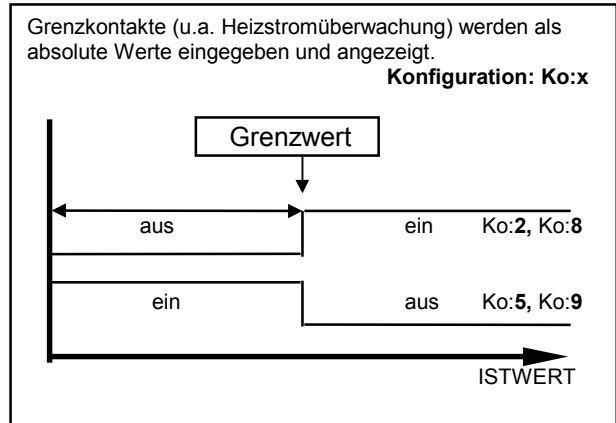 Grenzkontakte (u.a. Heizstromüberwachung) werden als
absolute Werte eingegeben und angezeigt.
Konfiguration: Ko:x
Grenzwert
aus ein Ko:2, Ko:8
ein aus Ko:5, Ko:9
ISTWERT